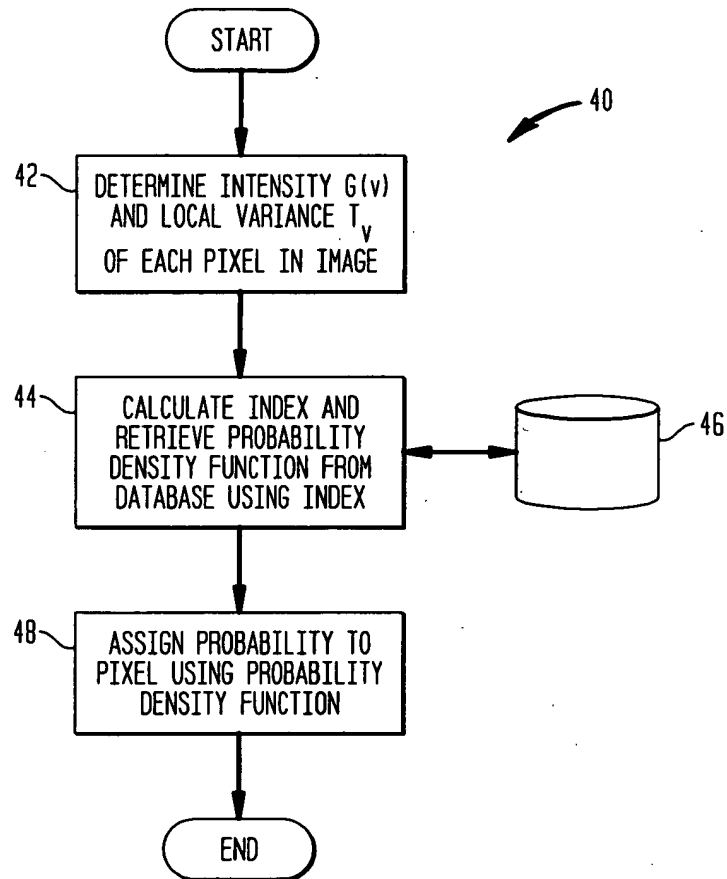 START
40
42
DETERMINE INTENSITY G(v)
AND LOCAL VARIANCE T_v
OF EACH PIXEL IN IMAGE
44
CALCULATE INDEX AND
RETRIEVE PROBABILITY
DENSITY FUNCTION FROM
DATABASE USING INDEX
46
48
ASSIGN PROBABILITY TO
PIXEL USING PROBABILITY
DENSITY FUNCTION
END